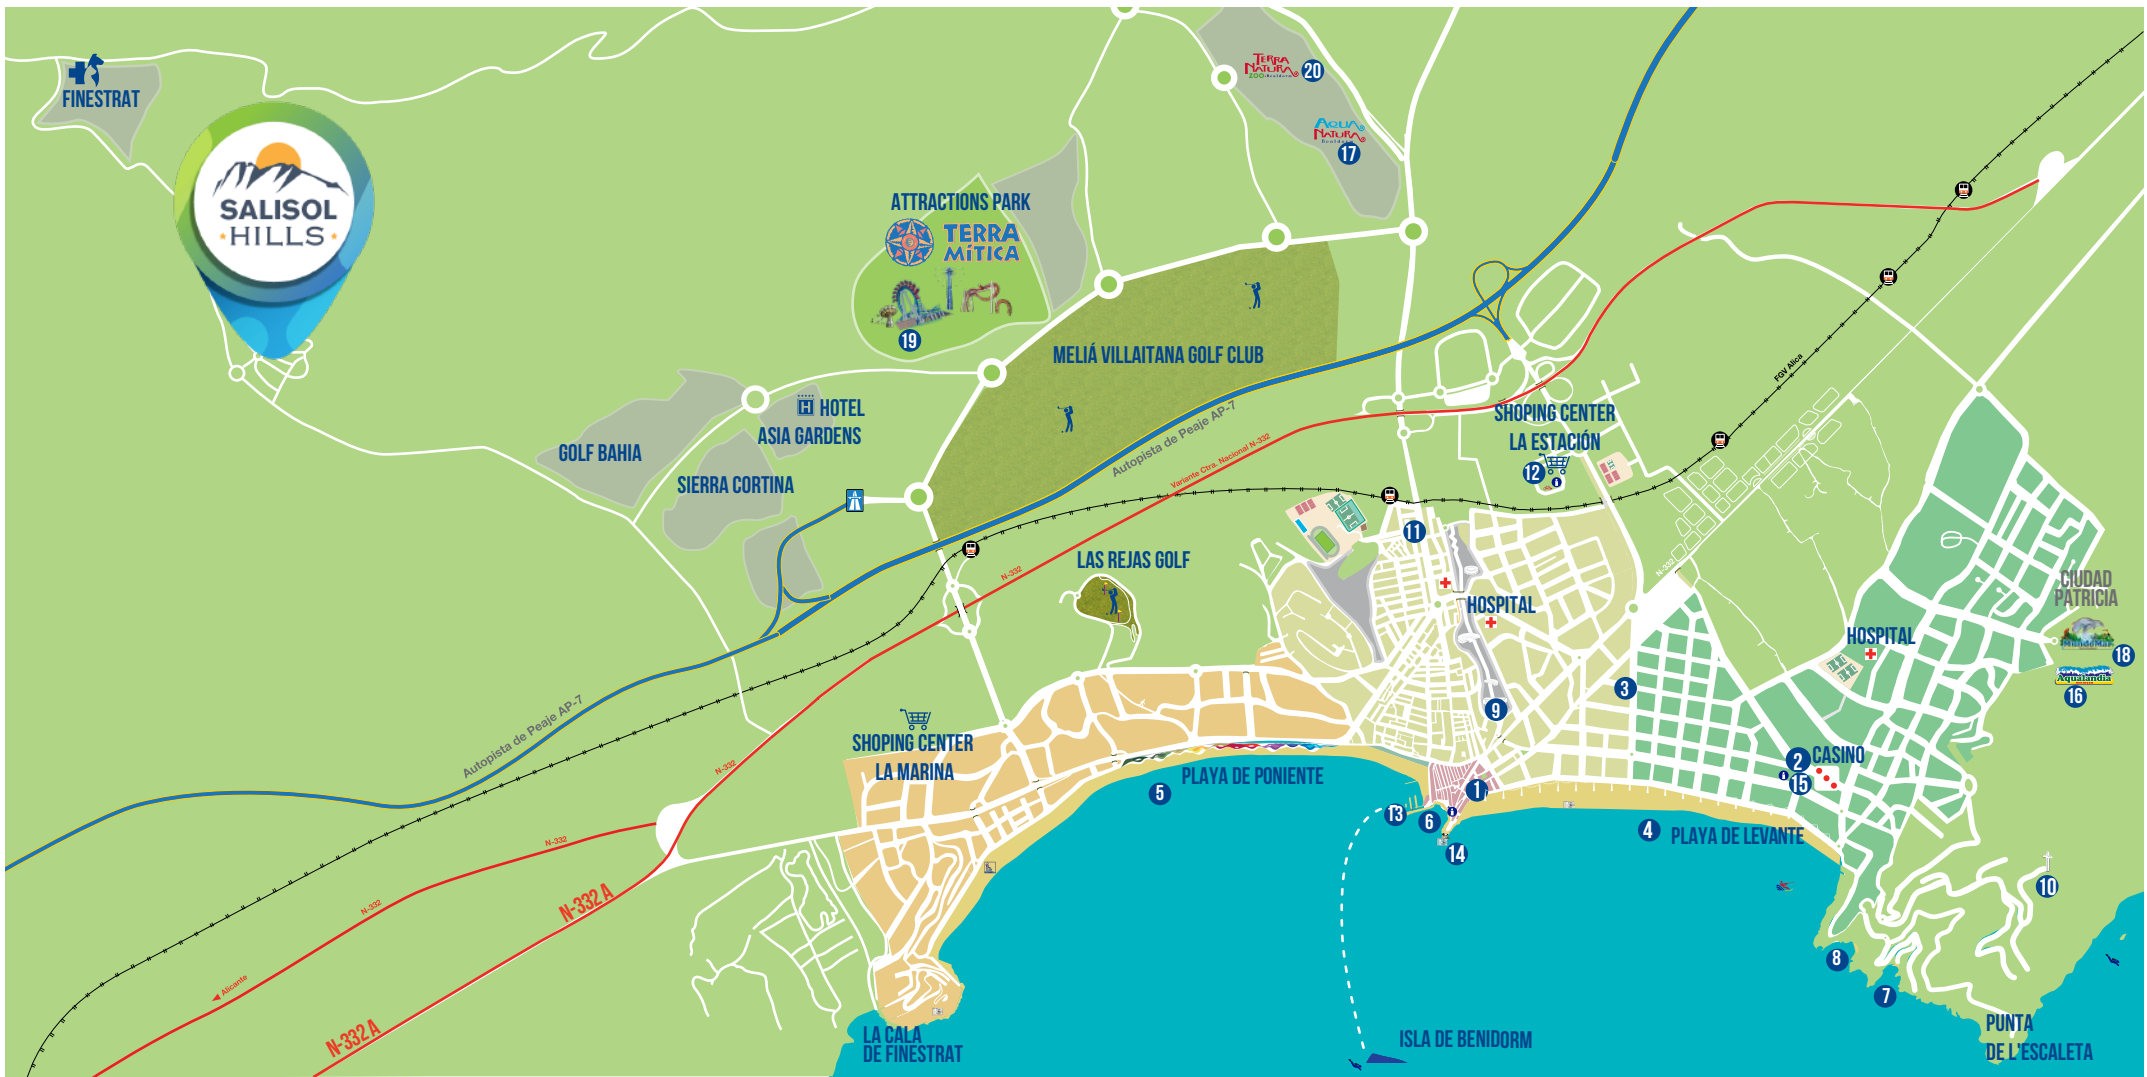 FINESTRAT
SALISOL
HILLS
TERRA
NATURA
ZOO
20
AQUA
NATURA
17
ATTRACTIONS PARK
TERRA
MÍTICA
19
MELIÁ VILLAITANA GOLF CLUB
H HOTEL
ASIA GARDENS
GOLF BAHIA
SIERRA CORTINA
Autopista de Peaje AP-7
Variante Ctra. Nacional N-332
SHOPING CENTER
LA ESTACIÓN
12
i
FGV Alica
11
LAS REJAS GOLF
N-332
N-332
HOSPITAL
HOSPITAL
CIUDAD
PATRICIA
MundoMar
18
Aqualandia
16
3
9
Autopista de Peaje AP-7
SHOPING CENTER
LA MARINA
N-332
2
CASINO
i
15
PLAYA DE PONIENTE
5
1
13
6
i
14
4
PLAYA DE LEVANTE
N-332
N-332
N-332 A
10
8
7
Alicante
N-332 A
LA CALA
DE FINESTRAT
ISLA DE BENIDORM
PUNTA
DE L'ESCALETA